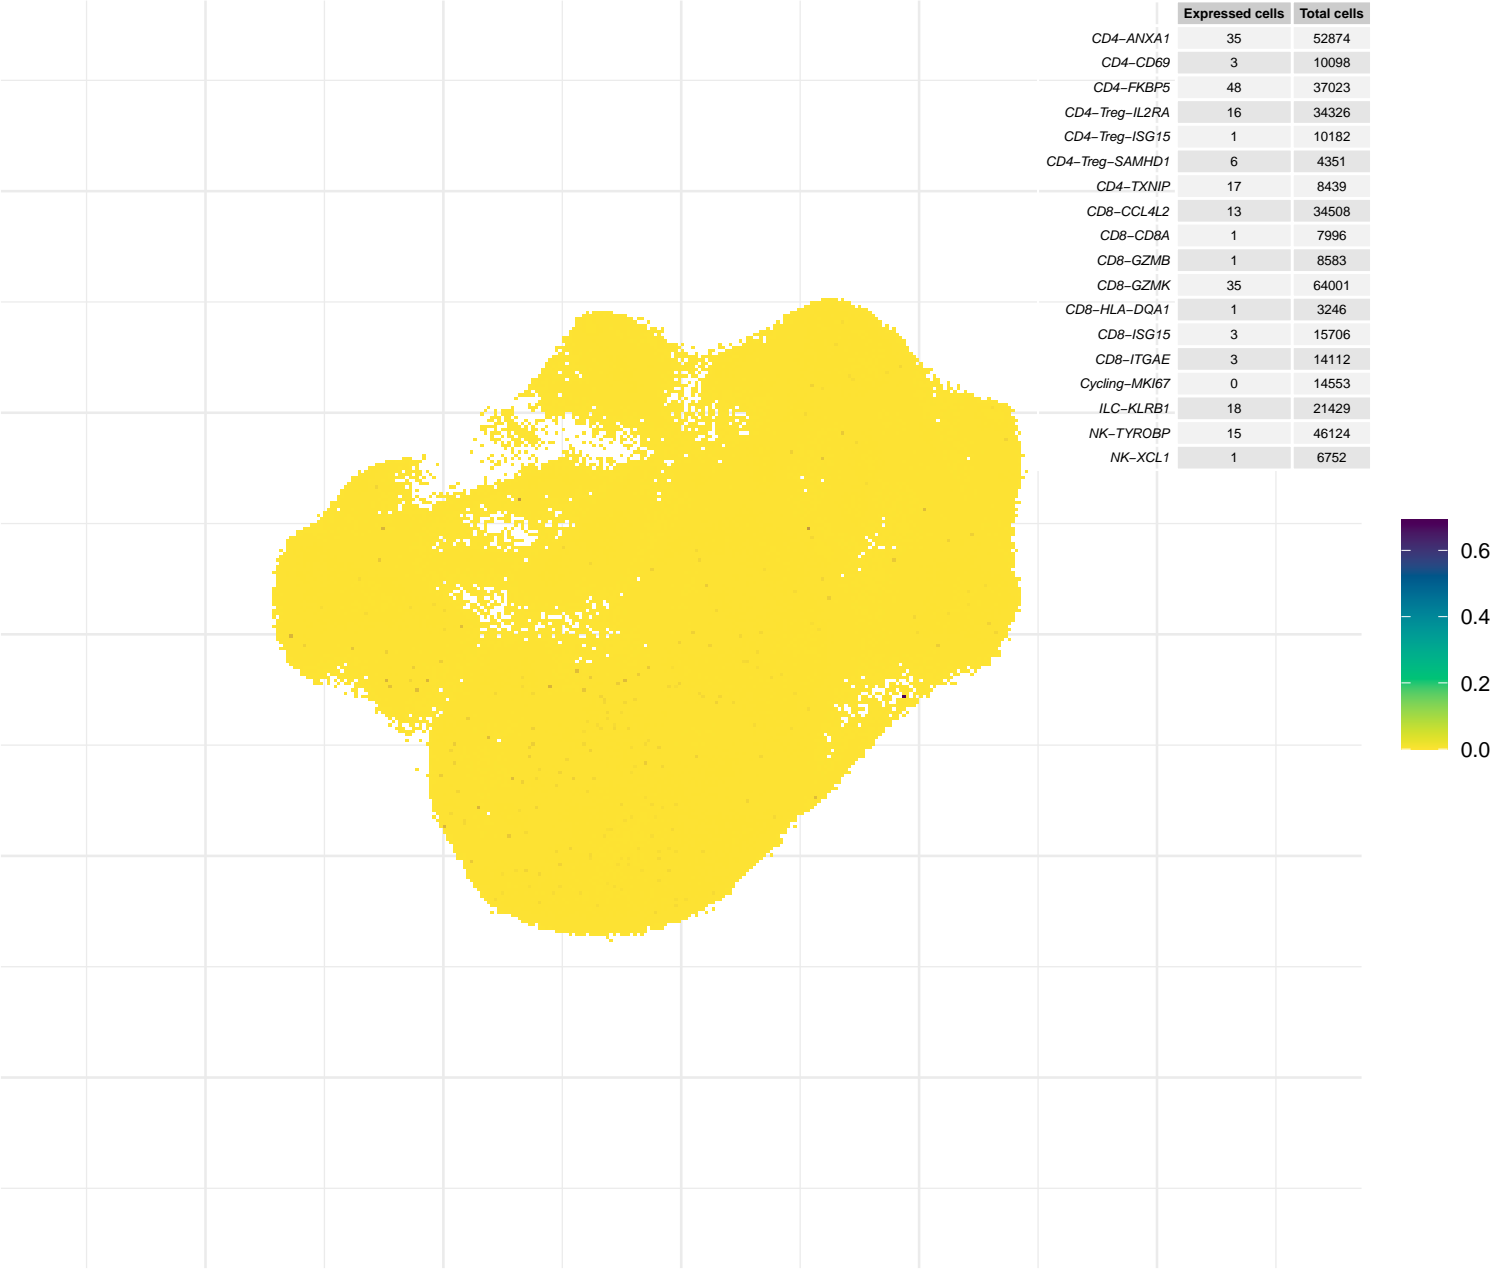 Expressed cells Total cells
CD4−ANXA1 35 52874
CD4−CD69 3 10098
CD4−FKBP5 48 37023
CD4−Treg−IL2RA 16 34326
CD4−Treg−ISG15 1 10182
CD4−Treg−SAMHD1 6 4351
CD4−TXNIP 17 8439
CD8−CCL4L2 13 34508
CD8−CD8A 1 7996
CD8−GZMB 1 8583
CD8−GZMK 35 64001
CD8−HLA−DQA1 1 3246
CD8−ISG15 3 15706
CD8−ITGAE 3 14112
Cycling−MKI67 0 14553
ILC−KLRB1 18 21429
NK−TYROBP 15 46124
NK−XCL1 1 6752
0.6
0.4
0.2
0.0